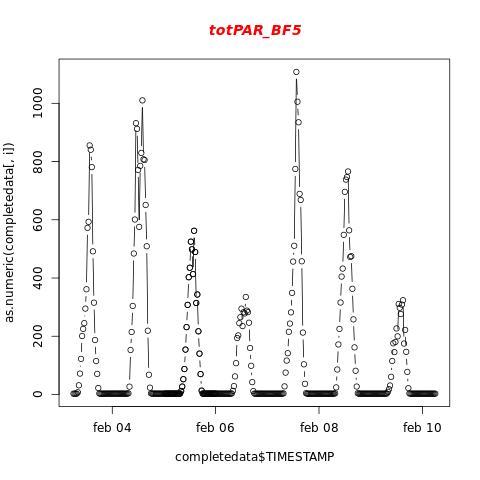 totPAR_BF5
as.numeric(completedata[, i])
1000
800
600
400
200
0
feb 04
feb 06
feb 08
feb 10
completedata$TIMESTAMP